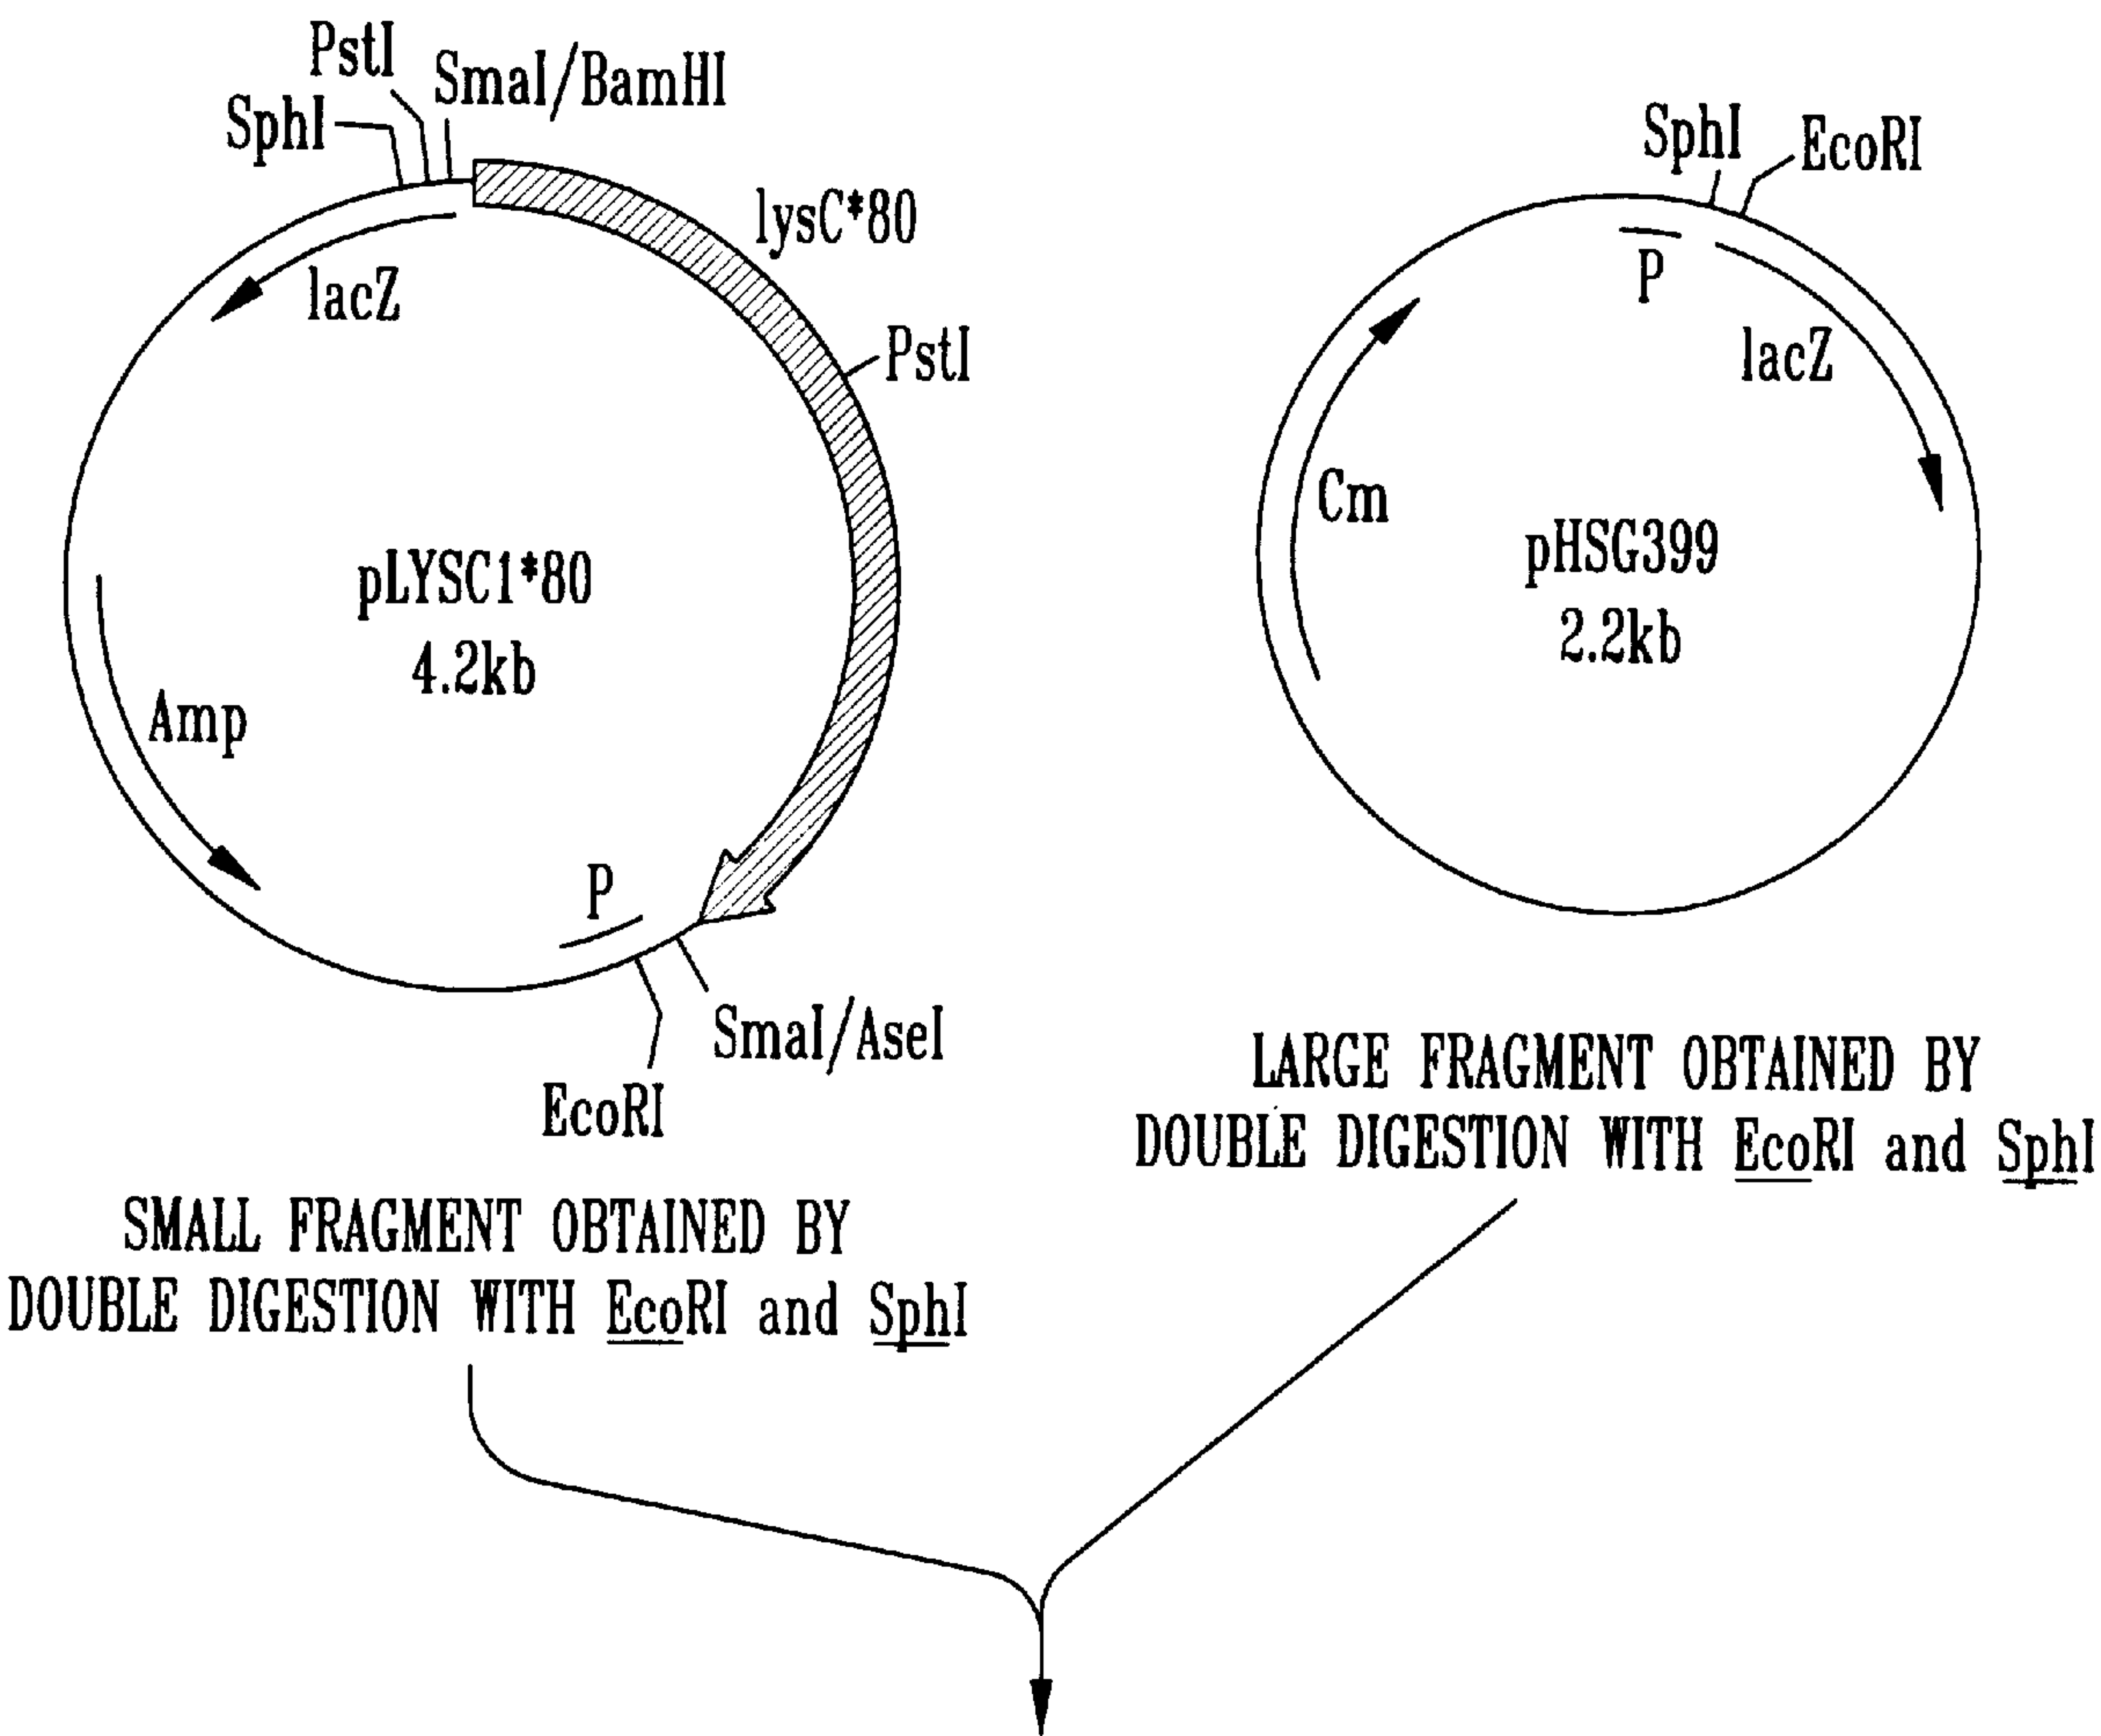 PstI
SmaI/BamHI
SphI
lysC*80
lacZ
PstI
pLYSC1*80
4.2kb
Amp
P
SmaI/AseI
EcoRI
SMALL FRAGMENT OBTAINED BY
DOUBLE DIGESTION WITH EcoRI and SphI
SphI
EcoRI
P
lacZ
Cm
pHSG399
2.2kb
LARGE FRAGMENT OBTAINED BY
DOUBLE DIGESTION WITH EcoRI and SphI